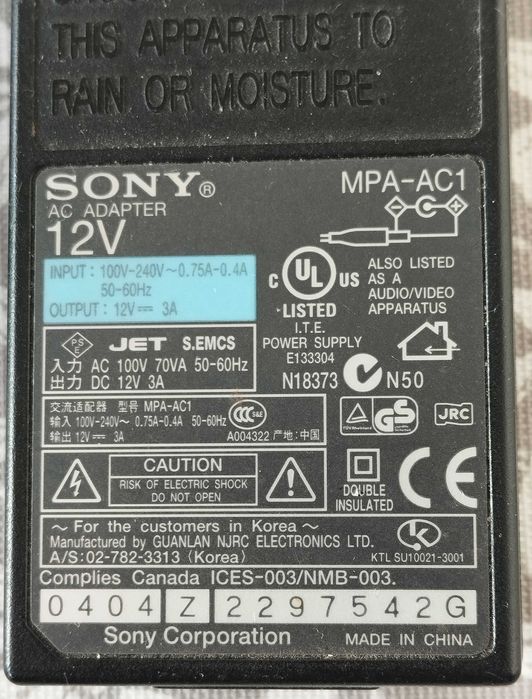 THIS APPARATUS TO
RAIN OR MOISTURE.
SONY®
MPA-AC1
AC ADAPTER
12V
INPUT : 100V-240V～0.75A-0.4A
50-60Hz
OUTPUT : 12V⎓ 3A
C UL US
LISTED
I.T.E.
POWER SUPPLY
E133304
ALSO LISTED
AS A
AUDIO/VIDEO
APPARATUS
PS
E
JET S.EMCS
入力 AC 100V 70VA 50-60Hz
出力 DC 12V 3A
N18373
N50
交流适配器 型号 MPA-AC1
输入 100V-240V～ 0.75A-0.4A 50-60Hz
输出 12V⎓ 3A
CCC S&E
A004322 产地:中国
GS
JRC
CAUTION
RISK OF ELECTRIC SHOCK
DO NOT OPEN
DOUBLE
INSULATED
CE
～ For the customers in Korea ～
Manufactured by GUANLAN NJRC ELECTRONICS LTD.
A/S:02-782-3313 (Korea)
K
KTL SU10021-3001
Complies Canada ICES-003/NMB-003.
0404 Z 2297542G
Sony Corporation
MADE IN CHINA